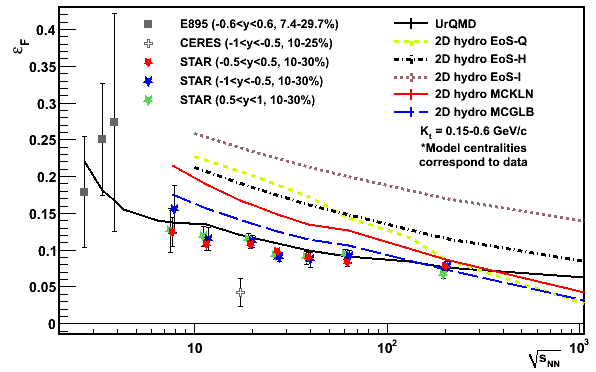 ε_F
0.4
0.35
0.3
0.25
0.2
0.15
0.1
0.05
0
E895 (-0.6<y<0.6, 7.4-29.7%)
CERES (-1<y<-0.5, 10-25%)
STAR (-0.5<y<0.5, 10-30%)
STAR (-1<y<-0.5, 10-30%)
STAR (0.5<y<1, 10-30%)
UrQMD
2D hydro EoS-Q
2D hydro EoS-H
2D hydro EoS-I
2D hydro MCKLN
2D hydro MCGLB
K_t = 0.15-0.6 GeV/c
*Model centralities
correspond to data
10
10²
10³
√s_NN